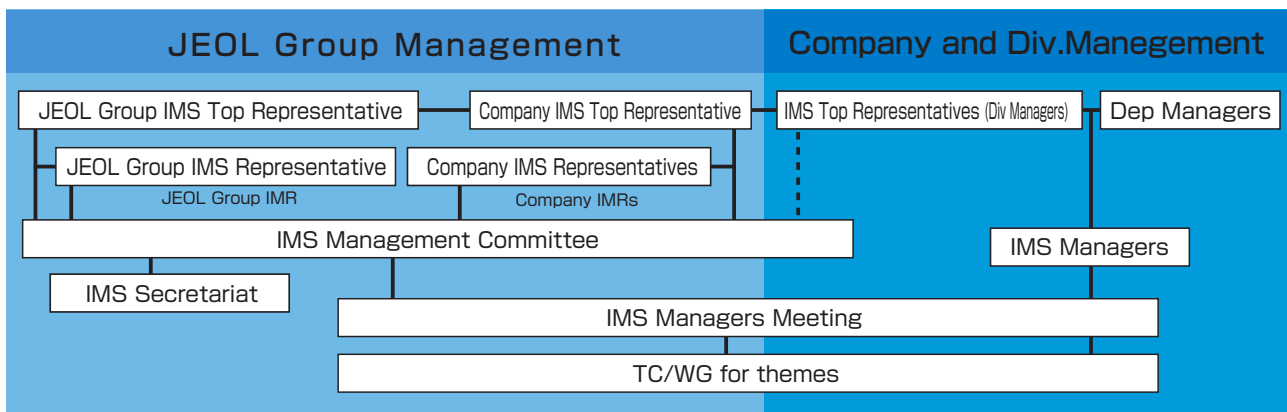 JEOL Group Management
Company and Div.Manegement
JEOL Group IMS Top Representative
Company IMS Top Representative
IMS Top Representatives (Div Managers)
Dep Managers
JEOL Group IMS Representative
Company IMS Representatives
JEOL Group IMR
Company IMRs
IMS Management Committee
IMS Managers
IMS Secretariat
IMS Managers Meeting
TC/WG for themes